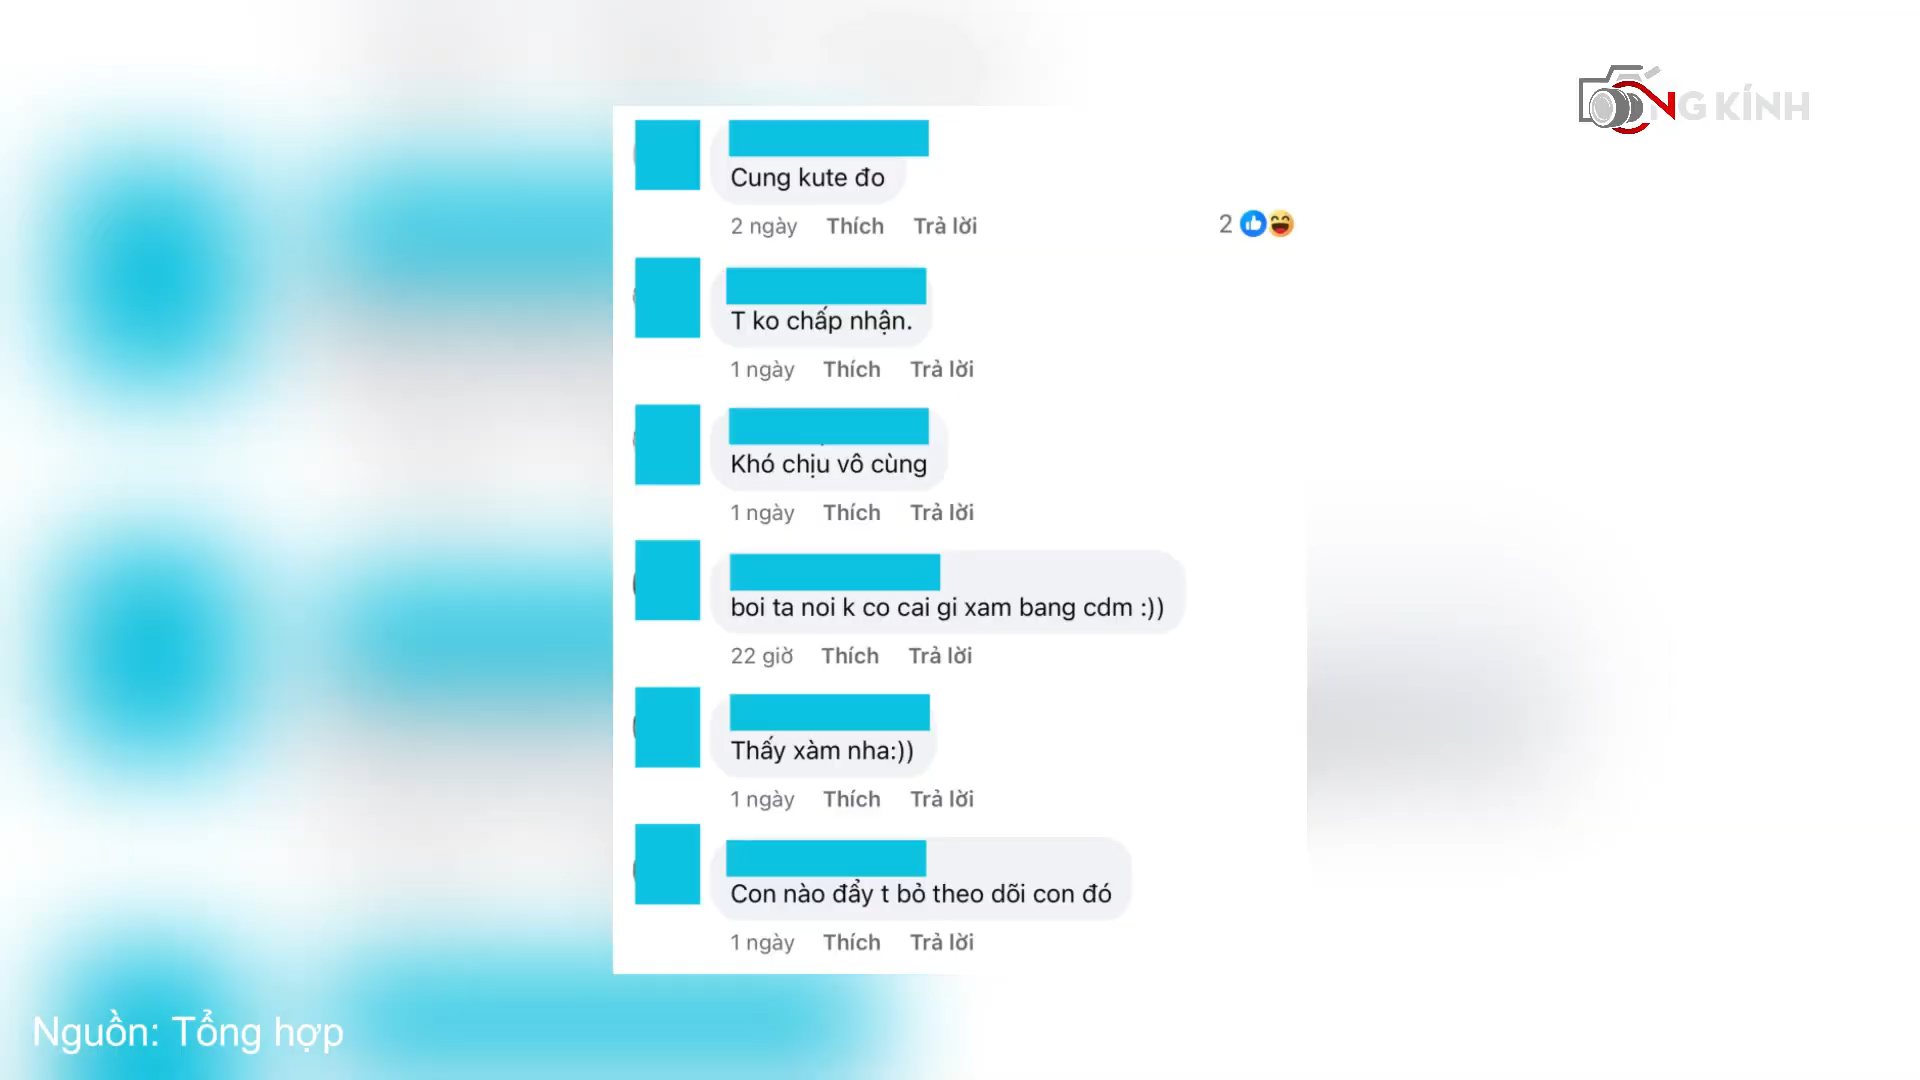 ỐNG KÍNH
Cung kute đo
2 ngày Thích Trả lời 2
T ko chấp nhận.
1 ngày Thích Trả lời
Khó chịu vô cùng
1 ngày Thích Trả lời
boi ta noi k co cai gi xam bang cdm :))
22 giờ Thích Trả lời
Thấy xàm nha:))
1 ngày Thích Trả lời
Con nào đẩy t bỏ theo dõi con đó
1 ngày Thích Trả lời
Nguồn: Tổng hợp